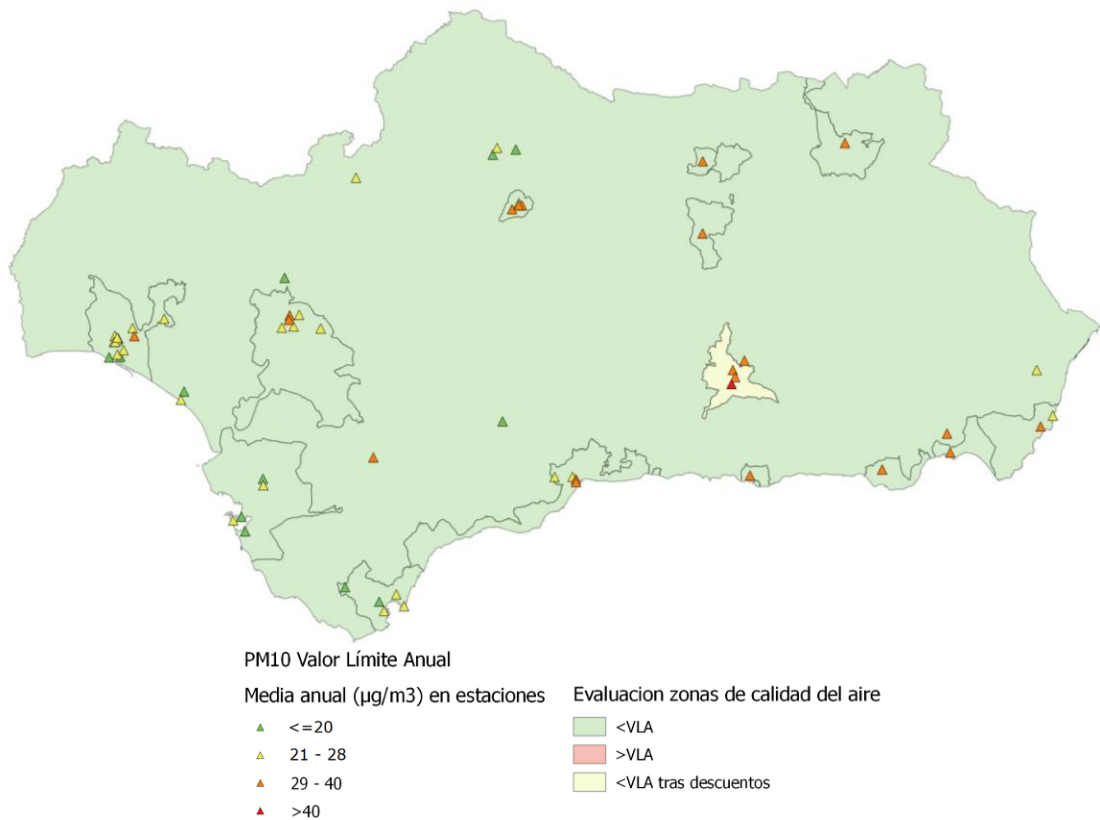 PM10 Valor Límite Anual
Media anual (µg/m3) en estaciones
<=20
21 - 28
29 - 40
>40
Evaluacion zonas de calidad del aire
<VLA
>VLA
<VLA tras descuentos